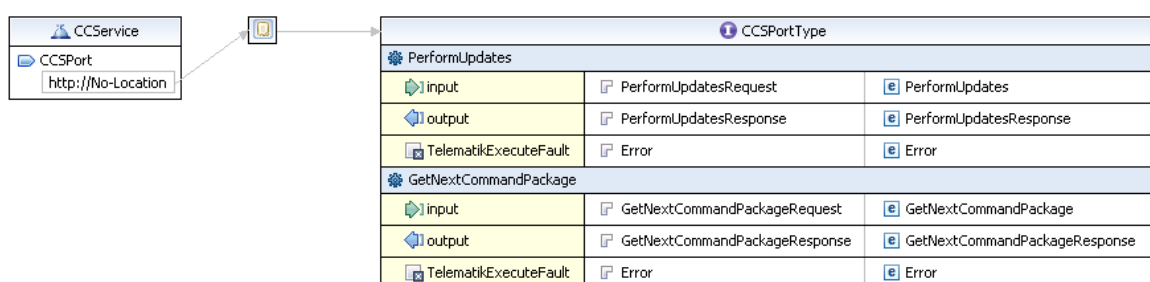 CCService
CCSPort
http://No-Location
CCSPortType
PerformUpdates
input PerformUpdatesRequest PerformUpdates
output PerformUpdatesResponse PerformUpdatesResponse
TelematikExecuteFault Error Error
GetNextCommandPackage
input GetNextCommandPackageRequest GetNextCommandPackage
output GetNextCommandPackageResponse GetNextCommandPackageResponse
TelematikExecuteFault Error Error